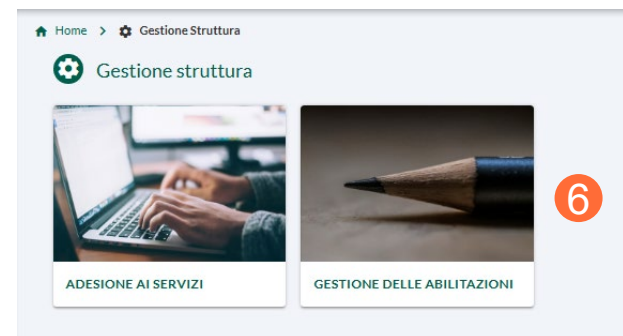 Home > Gestione Struttura
Gestione struttura
ADESIONE AI SERVIZI
GESTIONE DELLE ABILITAZIONI
6